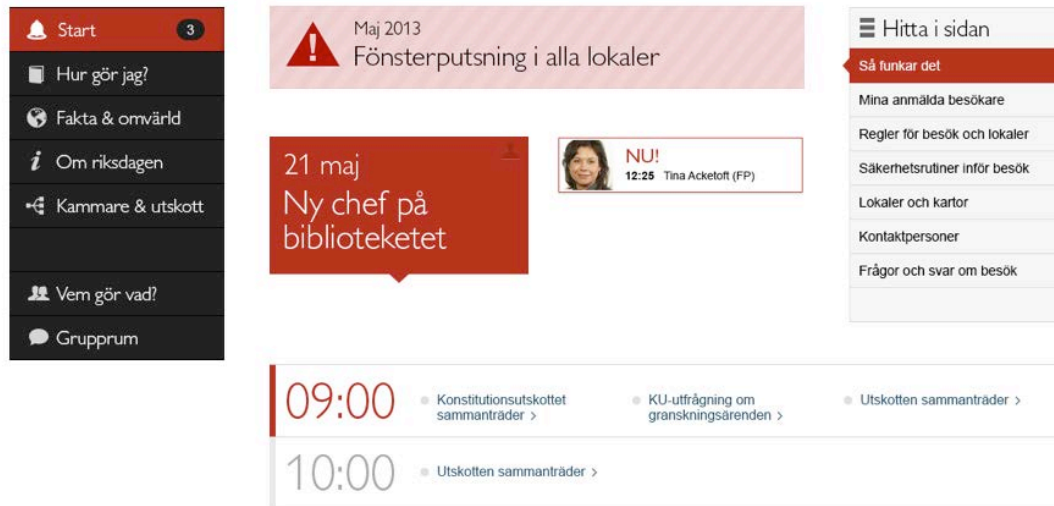 Start 3
Hur gör jag?
Fakta & omvärld
Om riksdagen
Kammare & utskott
Vem gör vad?
Grupprum
Maj 2013
Fönsterputsning i alla lokaler
21 maj
Ny chef på
biblioteketet
NU!
12:25 Tina Acketoft (FP)
Hitta i sidan
Så funkar det
Mina anmälda besökare
Regler för besök och lokaler
Säkerhetsrutiner inför besök
Lokaler och kartor
Kontaktpersoner
Frågor och svar om besök
09:00
Konstitutionsutskottet
sammanträder >
KU-utfrågning om
granskningsärenden >
Utskotten sammanträder >
10:00
Utskotten sammanträder >